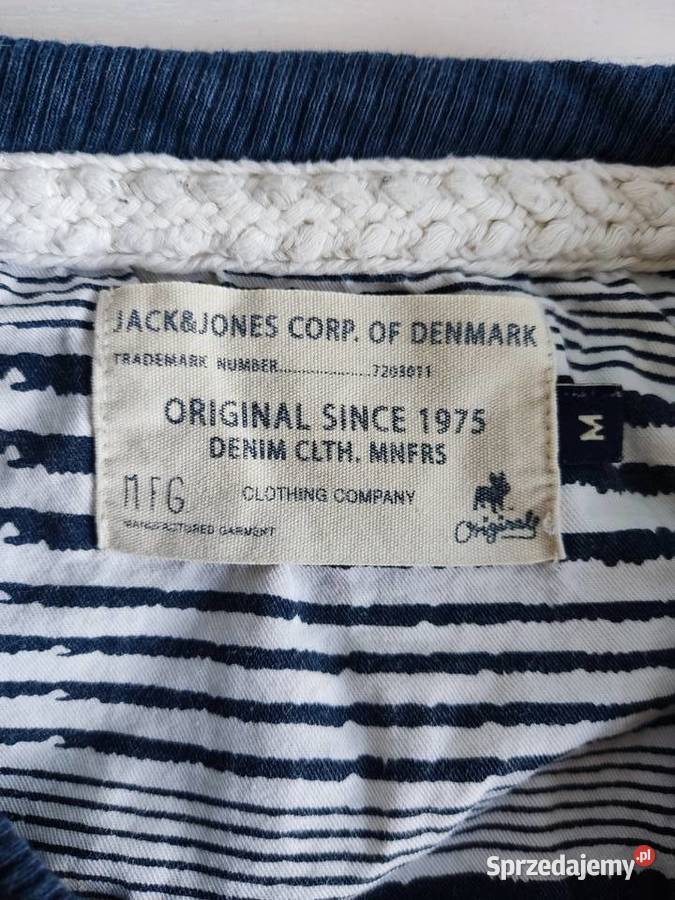 JACK&JONES CORP. OF DENMARK
TRADEMARK NUMBER....................7203011
ORIGINAL SINCE 1975
DENIM CLTH. MNFRS
MFG
CLOTHING COMPANY
MANUFACTURED GARMENT
Originals
M
Sprzedajemy.pl